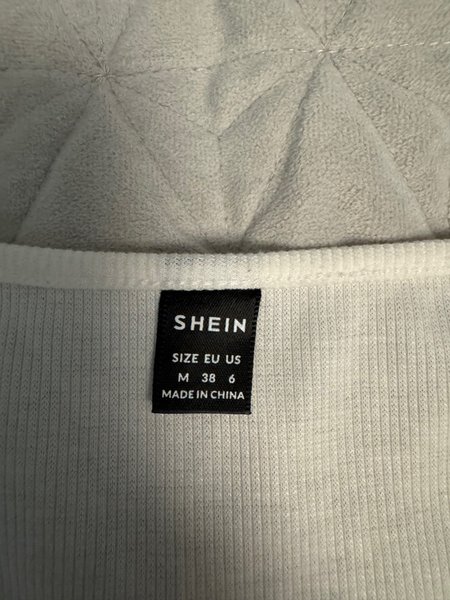 SHEIN
SIZE EU US
M 38 6
MADE IN CHINA